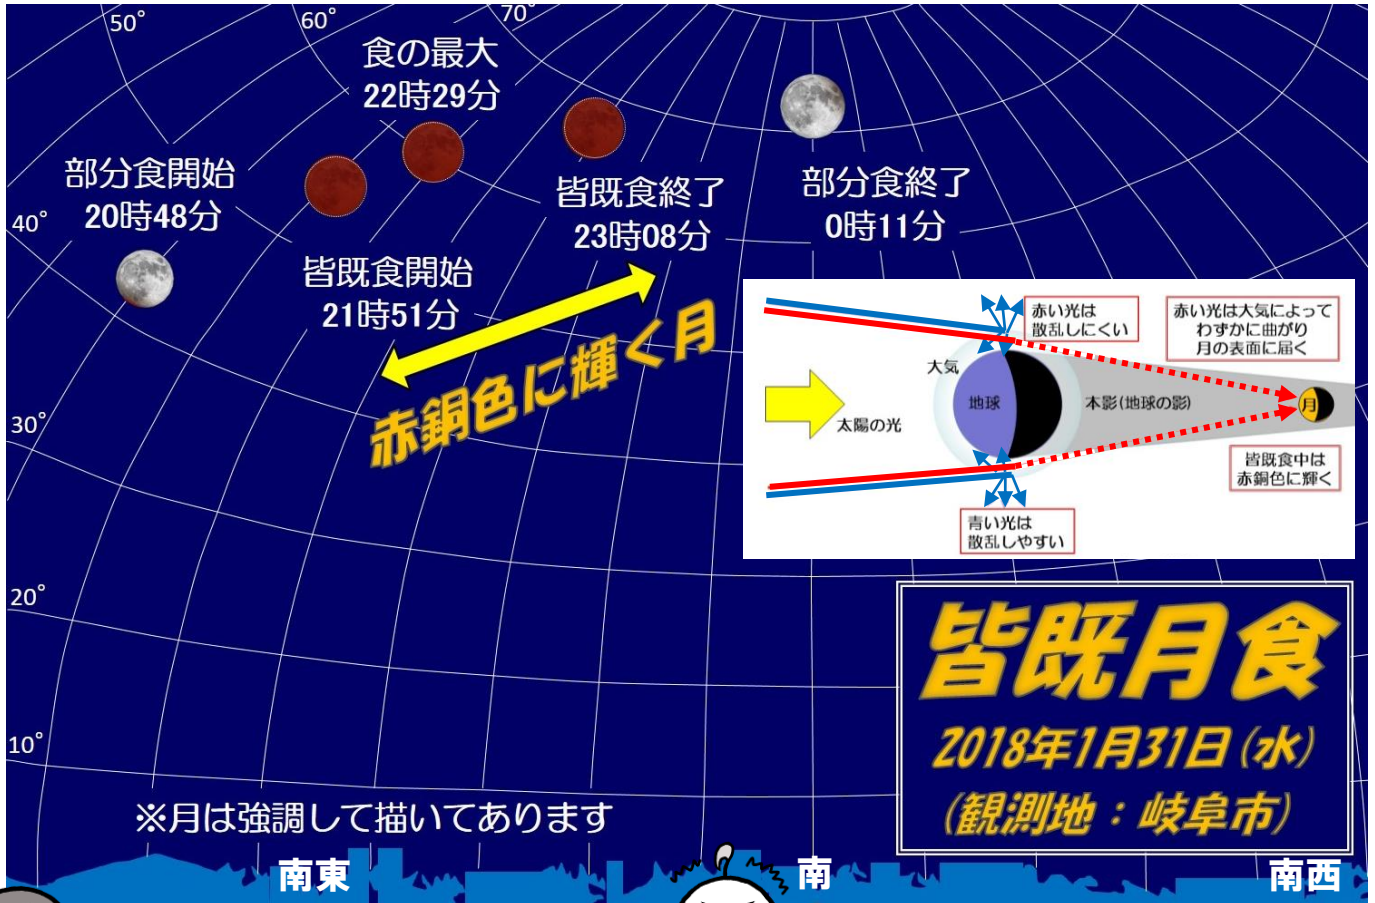 50°
60°
70°
食の最大
22時29分
部分食開始
20時48分
皆既食終了
23時08分
部分食終了
0時11分
40°
皆既食開始
21時51分
赤銅色に輝く月
赤い光は
散乱しにくい
赤い光は大気によって
わずかに曲がり
月の表面に届く
大気
地球
本影(地球の影)
月
太陽の光
皆既食中は
赤銅色に輝く
青い光は
散乱しやすい
30°
20°
10°
皆既月食
2018年1月31日(水)
(観測地:岐阜市)
※月は強調して描いてあります
南東
南
南西